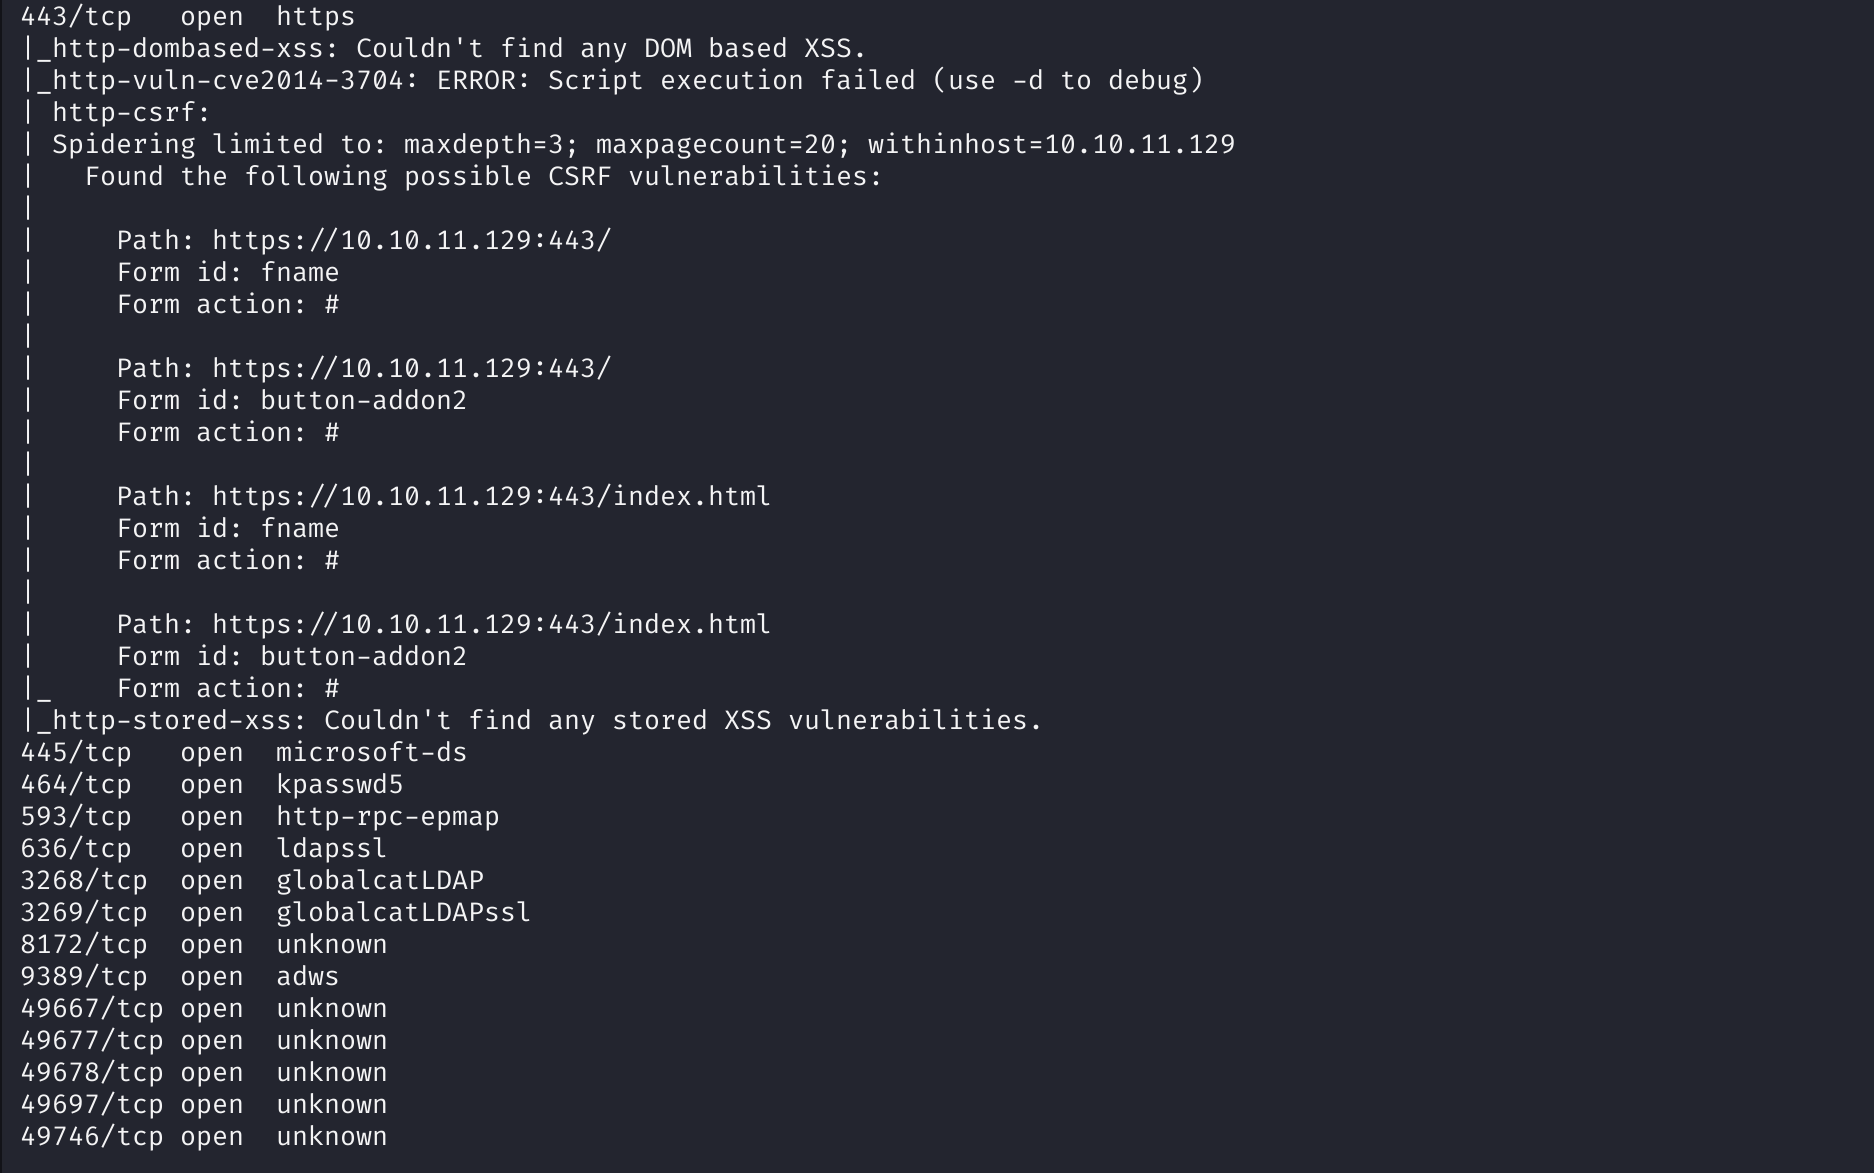 443/tcp   open  https
|_http-dombased-xss: Couldn't find any DOM based XSS.
|_http-vuln-cve2014-3704: ERROR: Script execution failed (use -d to debug)
| http-csrf:
| Spidering limited to: maxdepth=3; maxpagecount=20; withinhost=10.10.11.129
|   Found the following possible CSRF vulnerabilities:
|
|     Path: https://10.10.11.129:443/
|     Form id: fname
|     Form action: #
|
|     Path: https://10.10.11.129:443/
|     Form id: button-addon2
|     Form action: #
|
|     Path: https://10.10.11.129:443/index.html
|     Form id: fname
|     Form action: #
|
|     Path: https://10.10.11.129:443/index.html
|     Form id: button-addon2
|_    Form action: #
|_http-stored-xss: Couldn't find any stored XSS vulnerabilities.
445/tcp   open  microsoft-ds
464/tcp   open  kpasswd5
593/tcp   open  http-rpc-epmap
636/tcp   open  ldapssl
3268/tcp  open  globalcatLDAP
3269/tcp  open  globalcatLDAPssl
8172/tcp  open  unknown
9389/tcp  open  adws
49667/tcp open  unknown
49677/tcp open  unknown
49678/tcp open  unknown
49697/tcp open  unknown
49746/tcp open  unknown